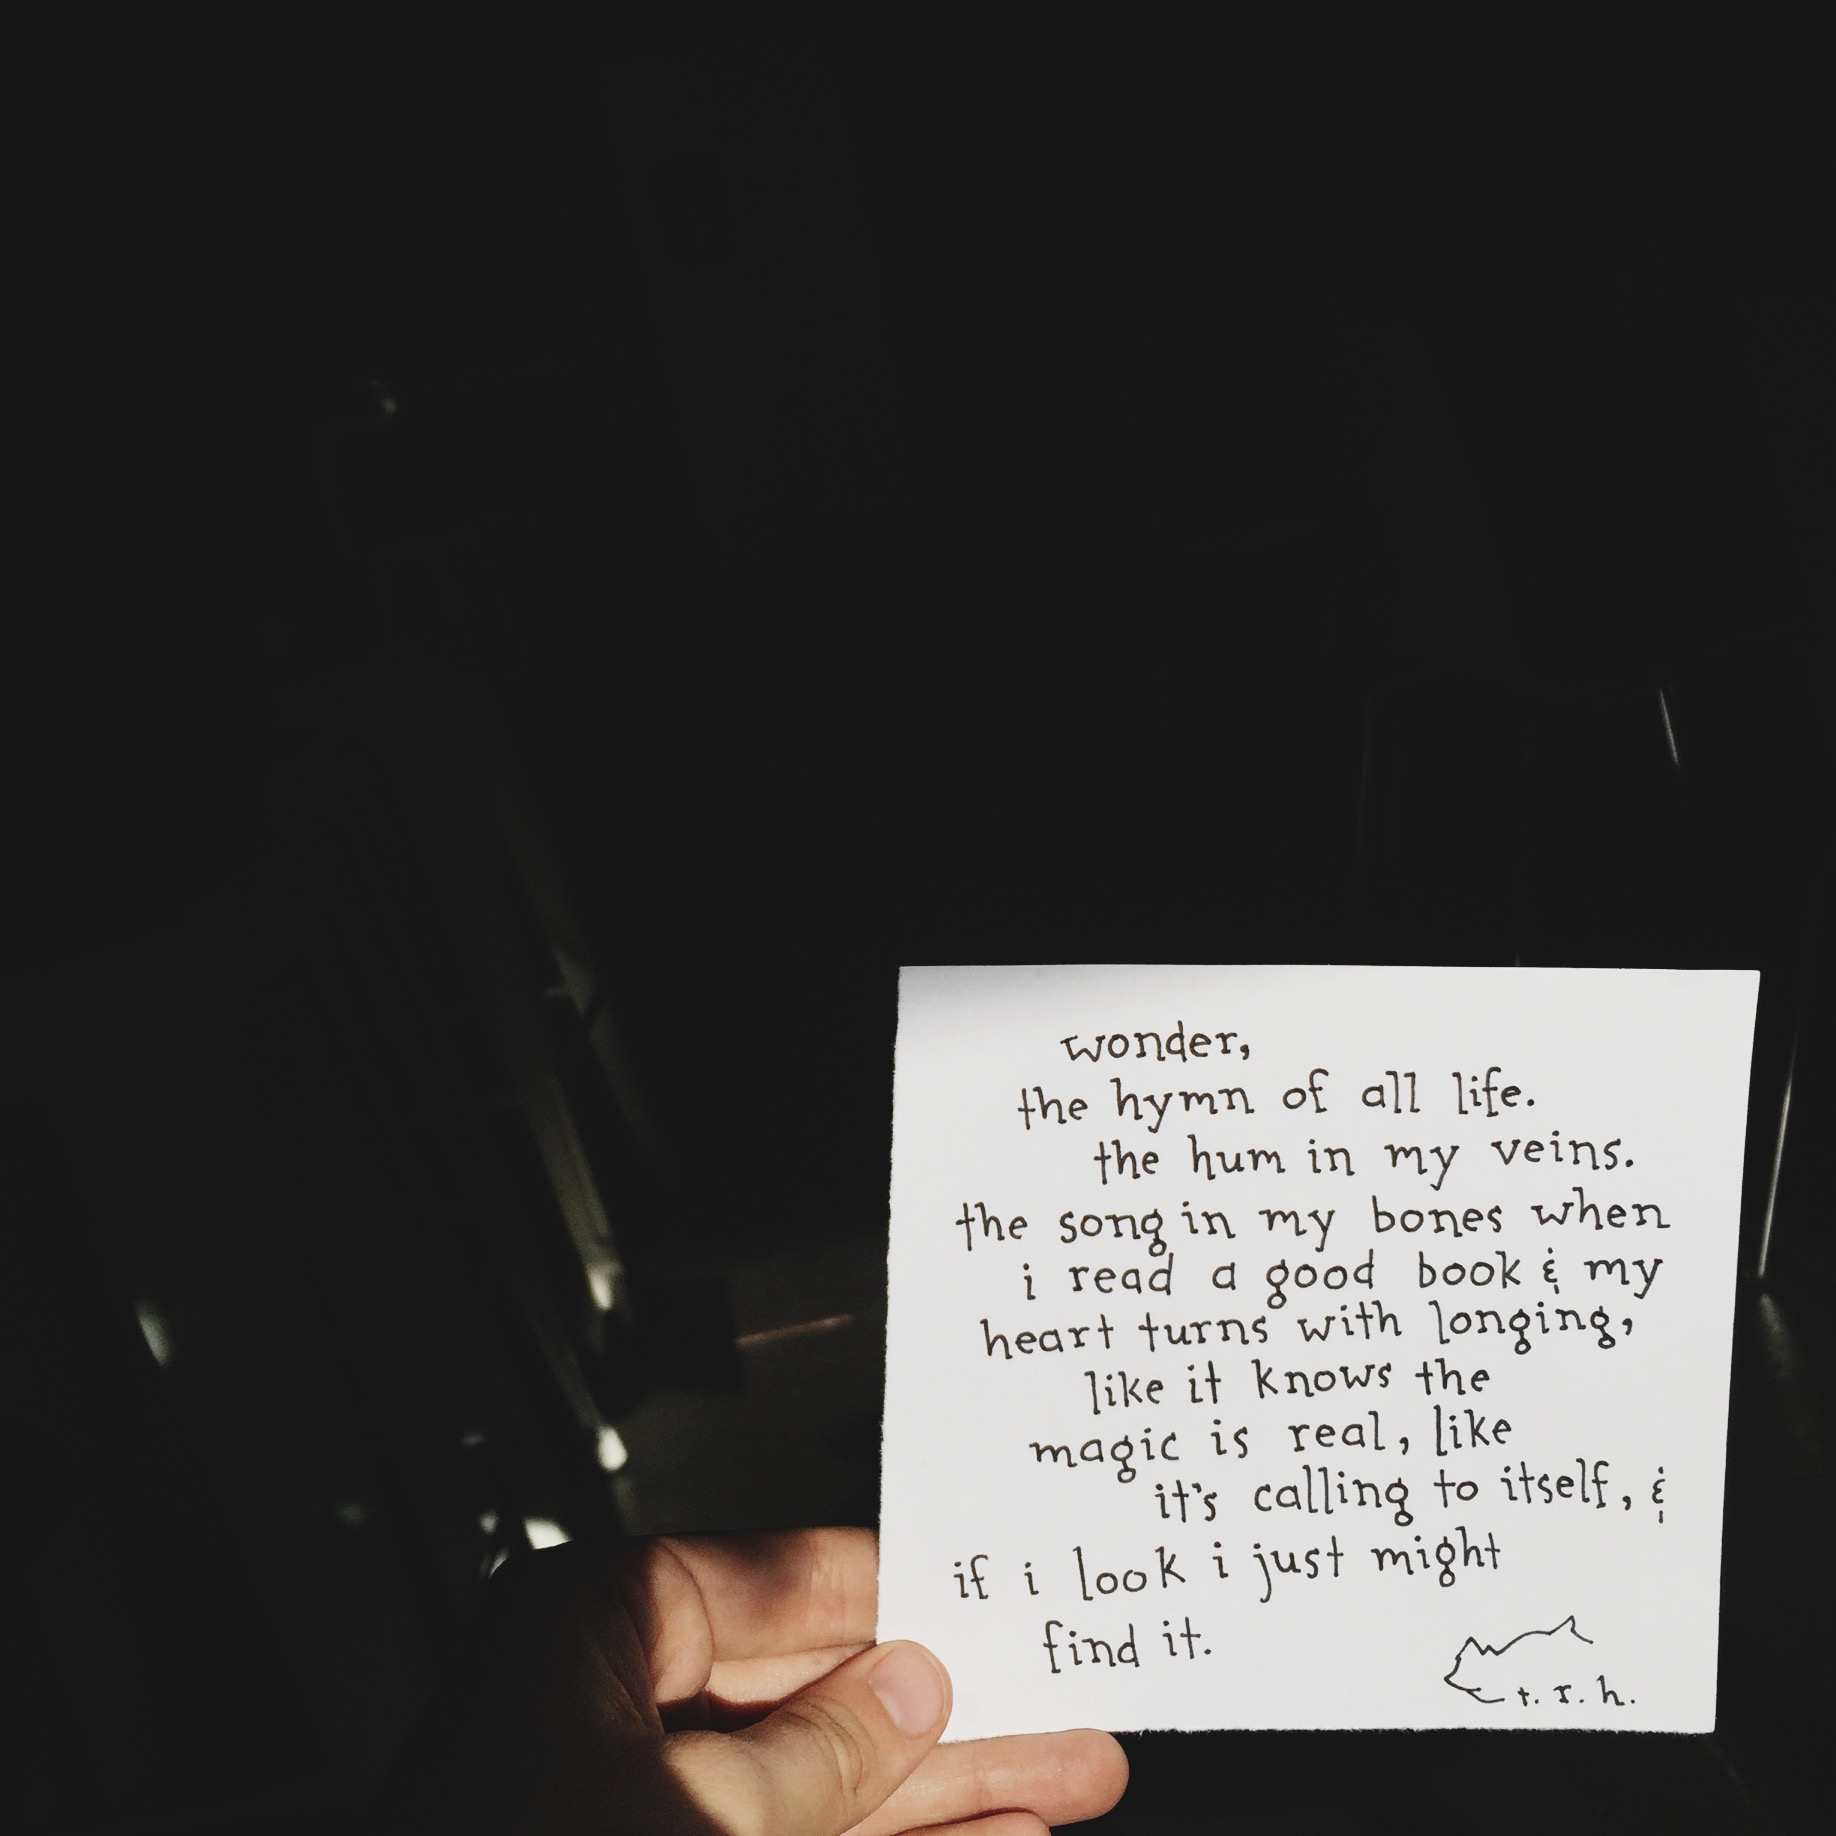 wonder,
the hymn of all life.
the hum in my veins.
the song in my bones when
i read a good book & my
heart turns with longing,
like it knows the
magic is real, like
it's calling to itself, &
if i look i just might
find it.
t. r. h.